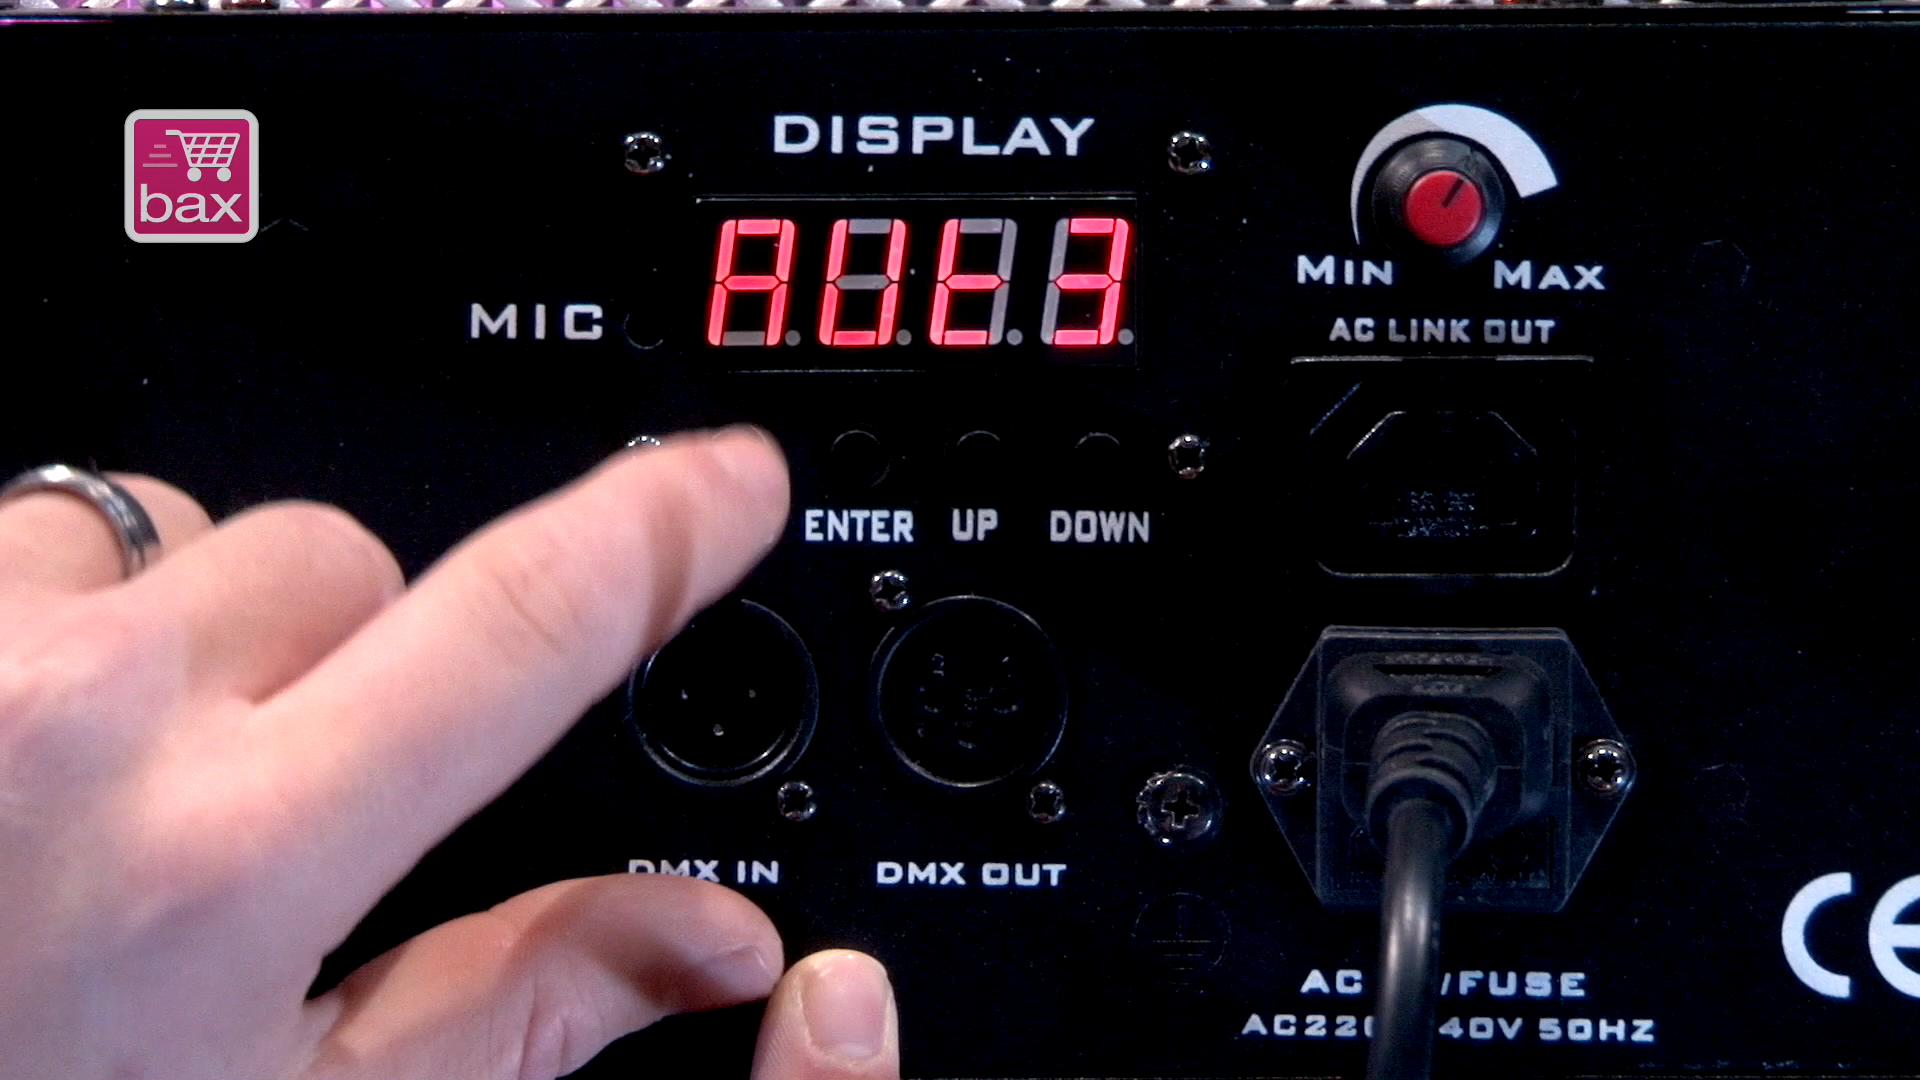 bax
DISPLAY
AUt3
MIC
MIN MAX
AC LINK OUT
ENTER UP DOWN
DMX IN DMX OUT
AC /FUSE
AC220 40V 50HZ
CE